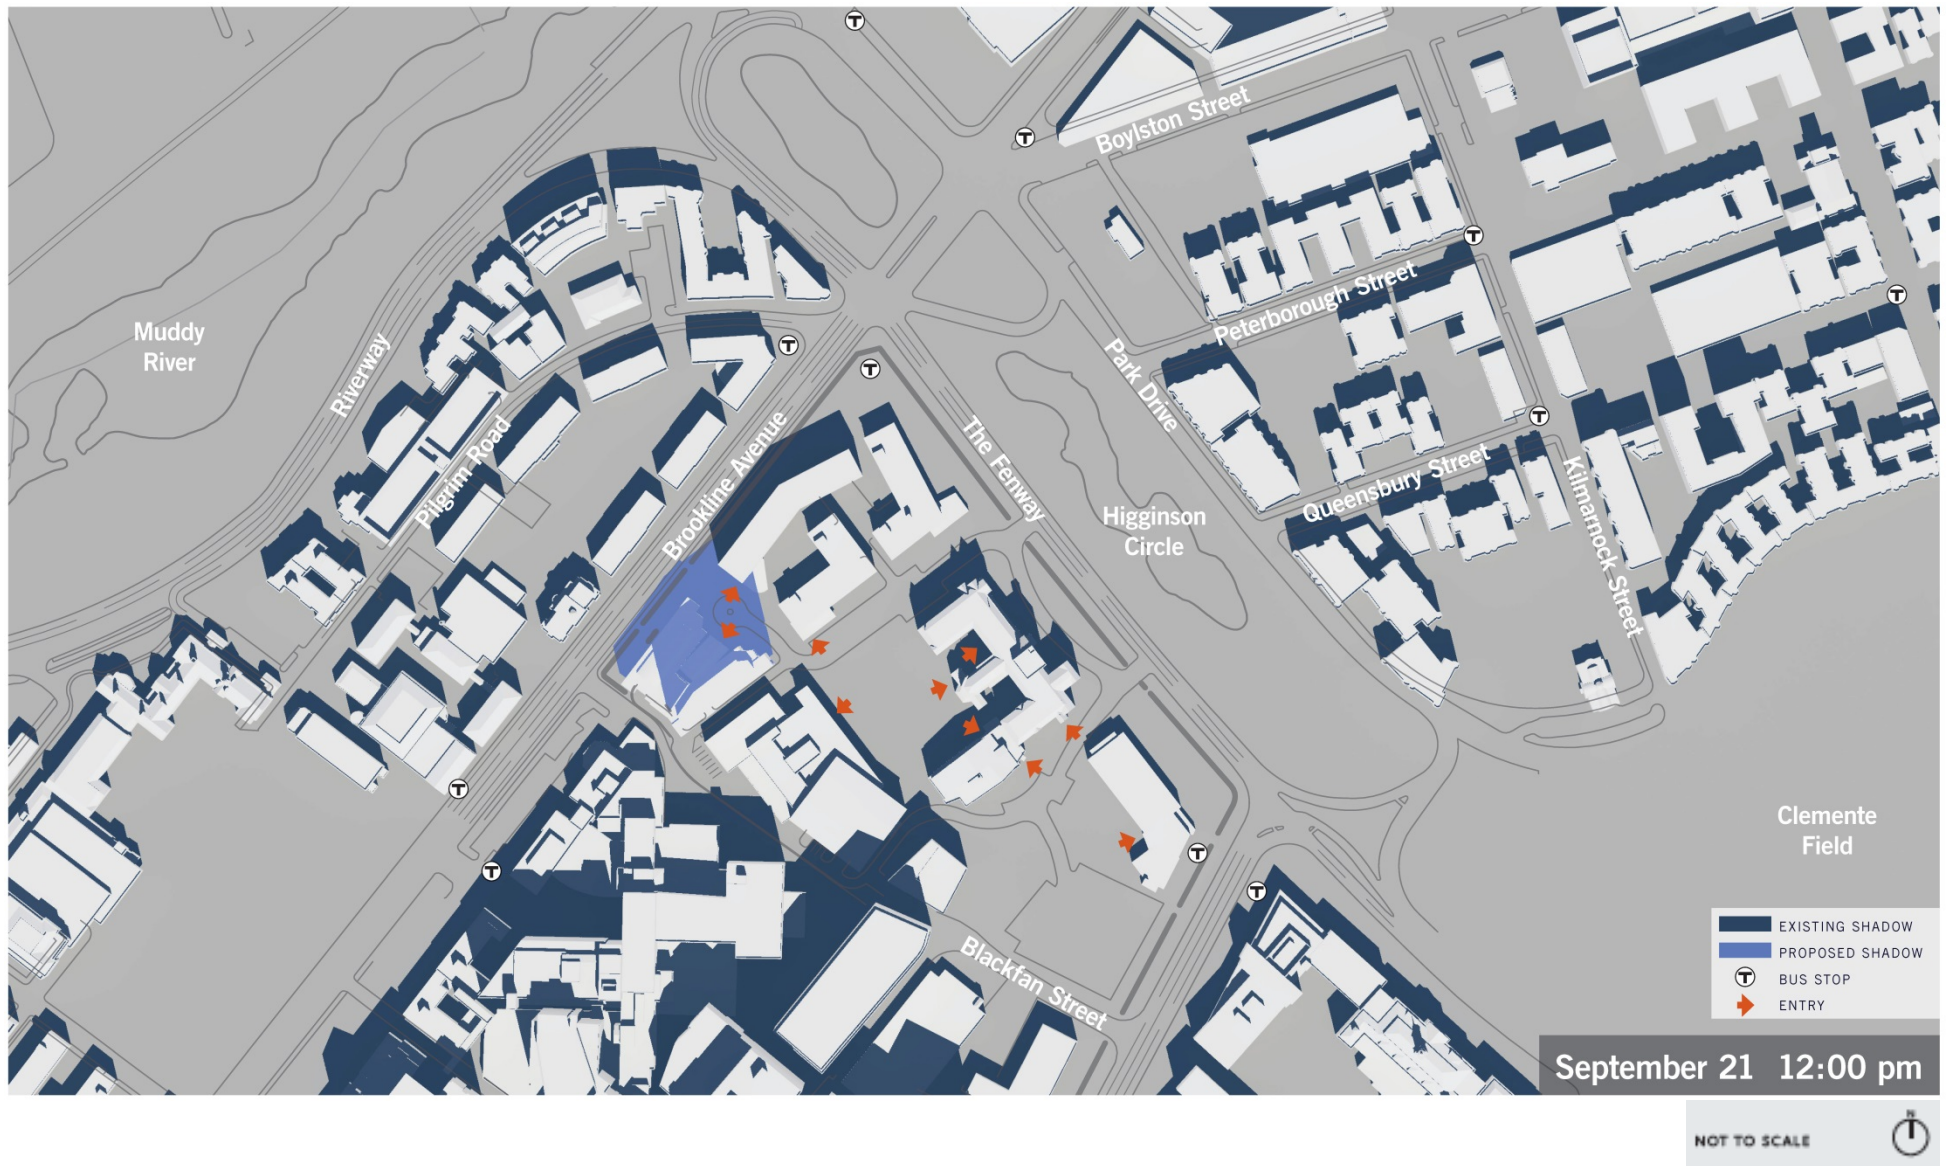 Boylston Street
Muddy
River
Riverway
Peterborough Street
Park Drive
Pilgrim Road
Brookline Avenue
The Fenway
Queensbury Street
Higginson
Circle
Kilmarnock Street
Clemente
Field
Blackfan Street
T
T
T
T
T
T
T
T
T
T
T
EXISTING SHADOW
PROPOSED SHADOW
T BUS STOP
ENTRY
September 21 12:00 pm
NOT TO SCALE
N